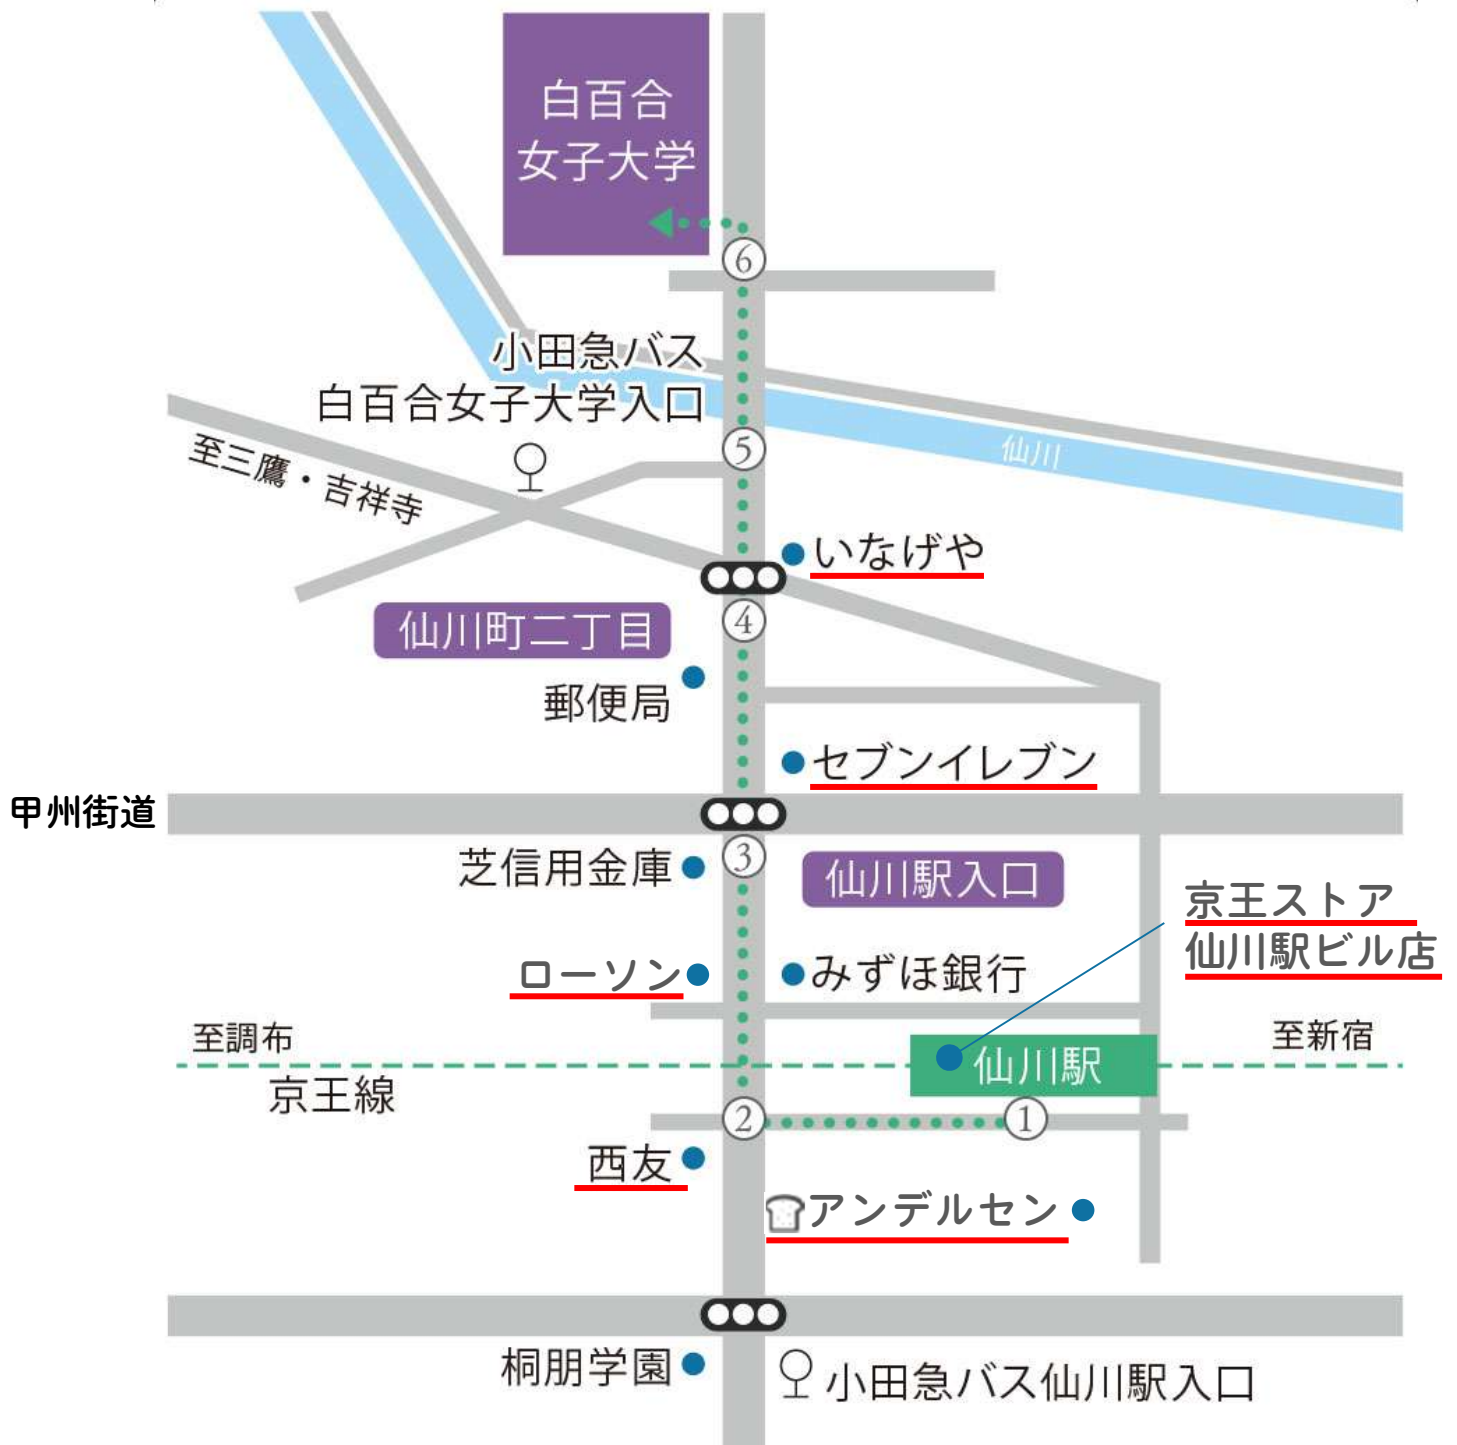 白百合
女子大学
⑥
小田急バス
白百合女子大学入口
⑤
仙川
至三鷹・吉祥寺
いなげや
④
仙川町二丁目
郵便局
セブンイレブン
甲州街道
③
芝信用金庫
仙川駅入口
京王ストア
仙川駅ビル店
ローソン
みずほ銀行
至調布
至新宿
仙川駅
京王線
②
①
西友
アンデルセン
桐朋学園
小田急バス仙川駅入口